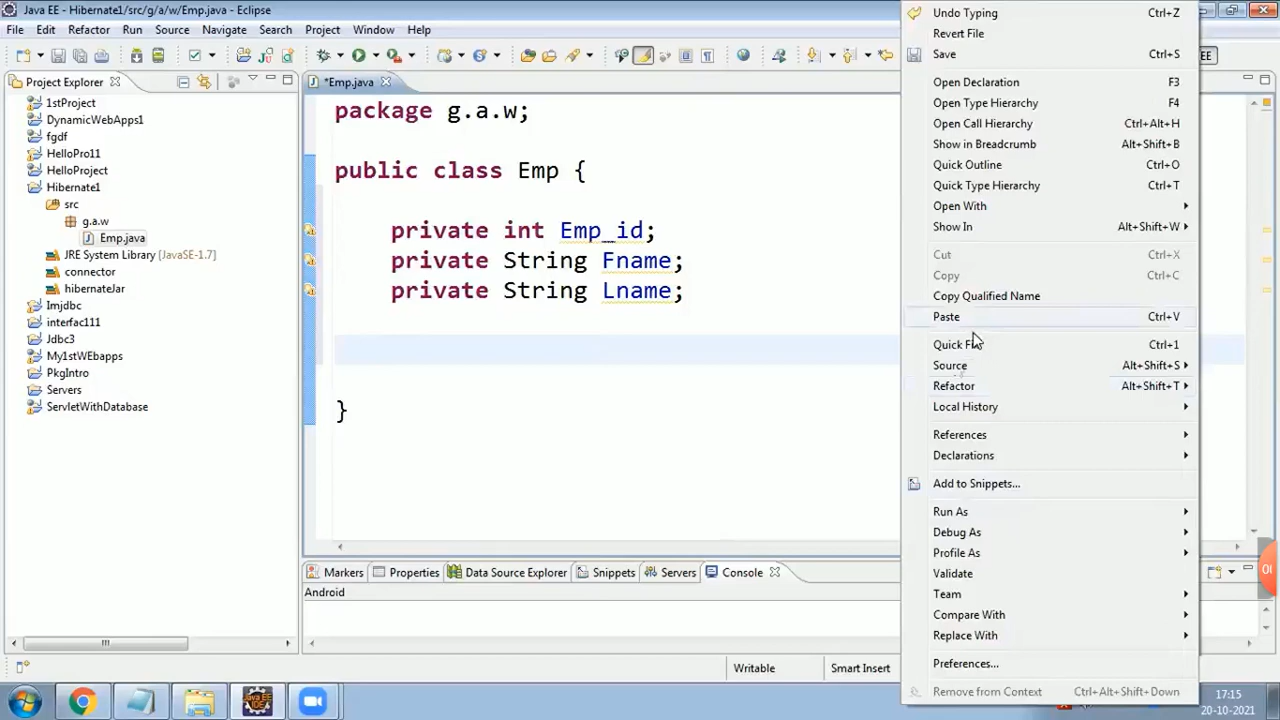 Java EE - Hibernate1/src/g/a/w/Emp.java - Eclipse
File Edit Refactor Run Source Navigate Search Project Window Help
Project Explorer
1stProject
DynamicWebApps1
fgdf
HelloPro11
HelloProject
Hibernate1
src
g.a.w
Emp.java
JRE System Library [JavaSE-1.7]
connector
hibernateJar
Imjdbc
interfac111
Jdbc3
My1stWEbapps
PkgIntro
Servers
ServletWithDatabase
*Emp.java
package g.a.w;
public class Emp {
private int Emp_id;
private String Fname;
private String Lname;
}
Undo Typing Ctrl+Z
Revert File
Save Ctrl+S
Open Declaration F3
Open Type Hierarchy F4
Open Call Hierarchy Ctrl+Alt+H
Show in Breadcrumb Alt+Shift+B
Quick Outline Ctrl+O
Quick Type Hierarchy Ctrl+T
Open With
Show In Alt+Shift+W
Cut Ctrl+X
Copy Ctrl+C
Copy Qualified Name
Paste Ctrl+V
Quick Fix Ctrl+1
Source Alt+Shift+S
Refactor Alt+Shift+T
Local History
References
Declarations
Add to Snippets...
Run As
Debug As
Profile As
Validate
Team
Compare With
Replace With
Preferences...
Remove from Context Ctrl+Alt+Shift+Down
EE
Markers Properties Data Source Explorer Snippets Servers Console
Android
Writable Smart Insert
Java EE
IDE
17:15
20-10-2021